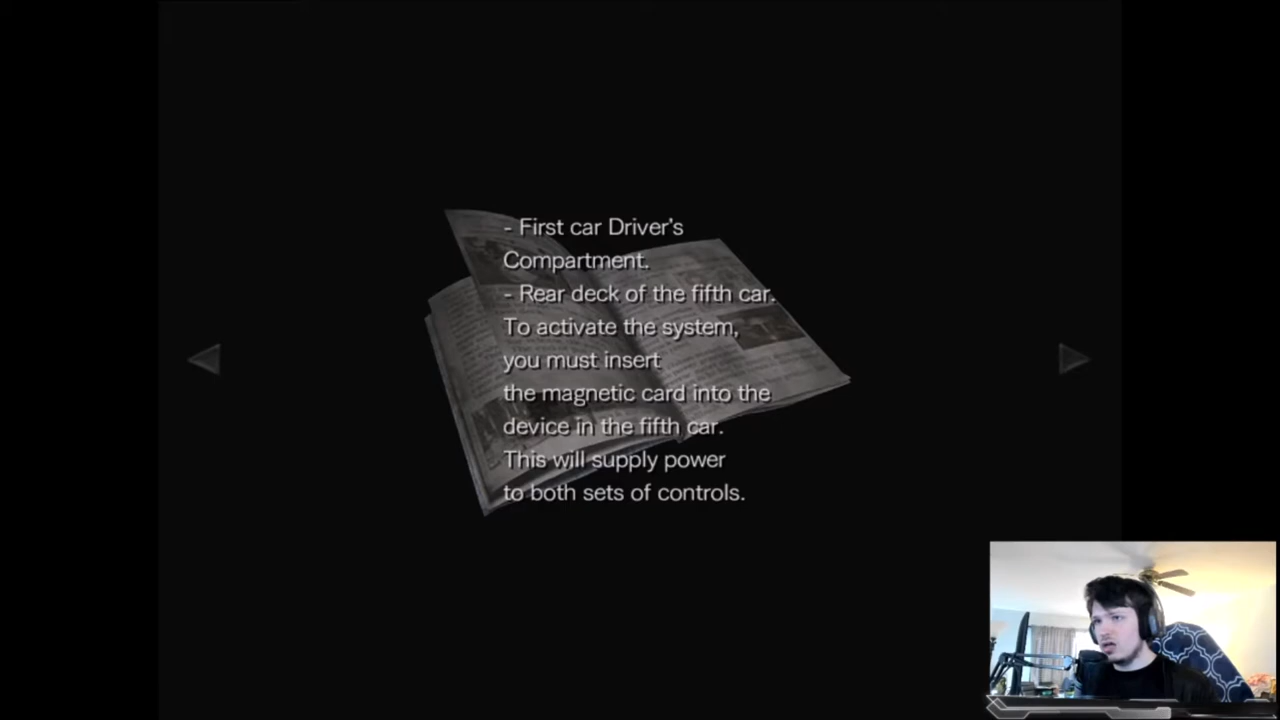 - First car Driver's
Compartment.
- Rear deck of the fifth car.
To activate the system,
you must insert
the magnetic card into the
device in the fifth car.
This will supply power
to both sets of controls.